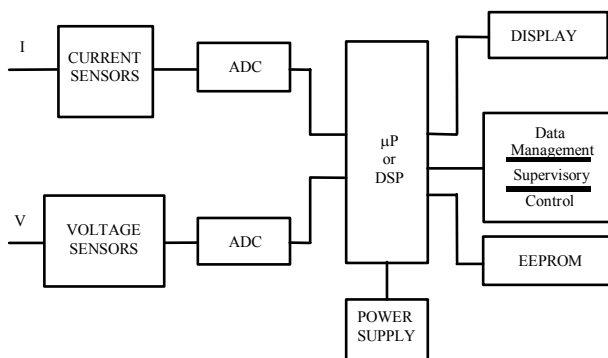 I
CURRENT
SENSORS
ADC
V
VOLTAGE
SENSORS
ADC
μP
or
DSP
POWER
SUPPLY
DISPLAY
Data
Management
Supervisory
Control
EEPROM